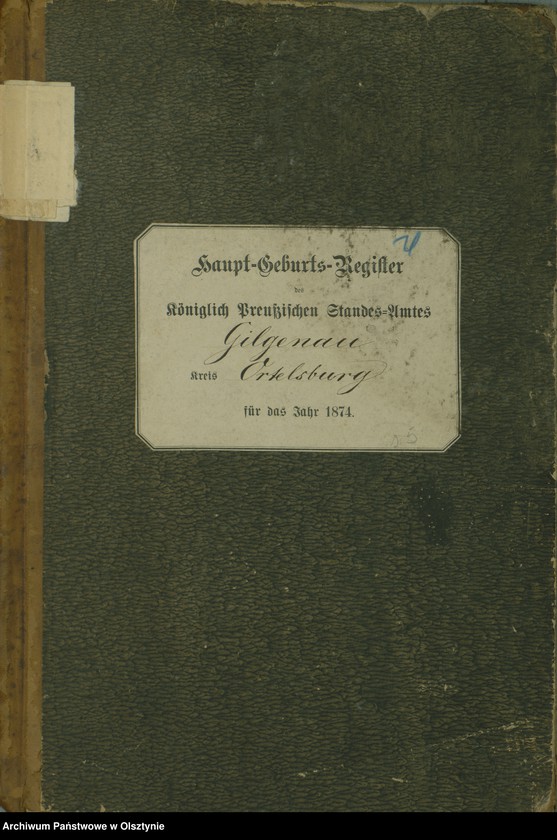 Haupt-Geburts-Register
des
Königlich Preußischen Standes-Amtes
Gilgenau
Kreis Ortelsburg
für das Jahr 1874.
Archiwum Państwowe w Olsztynie